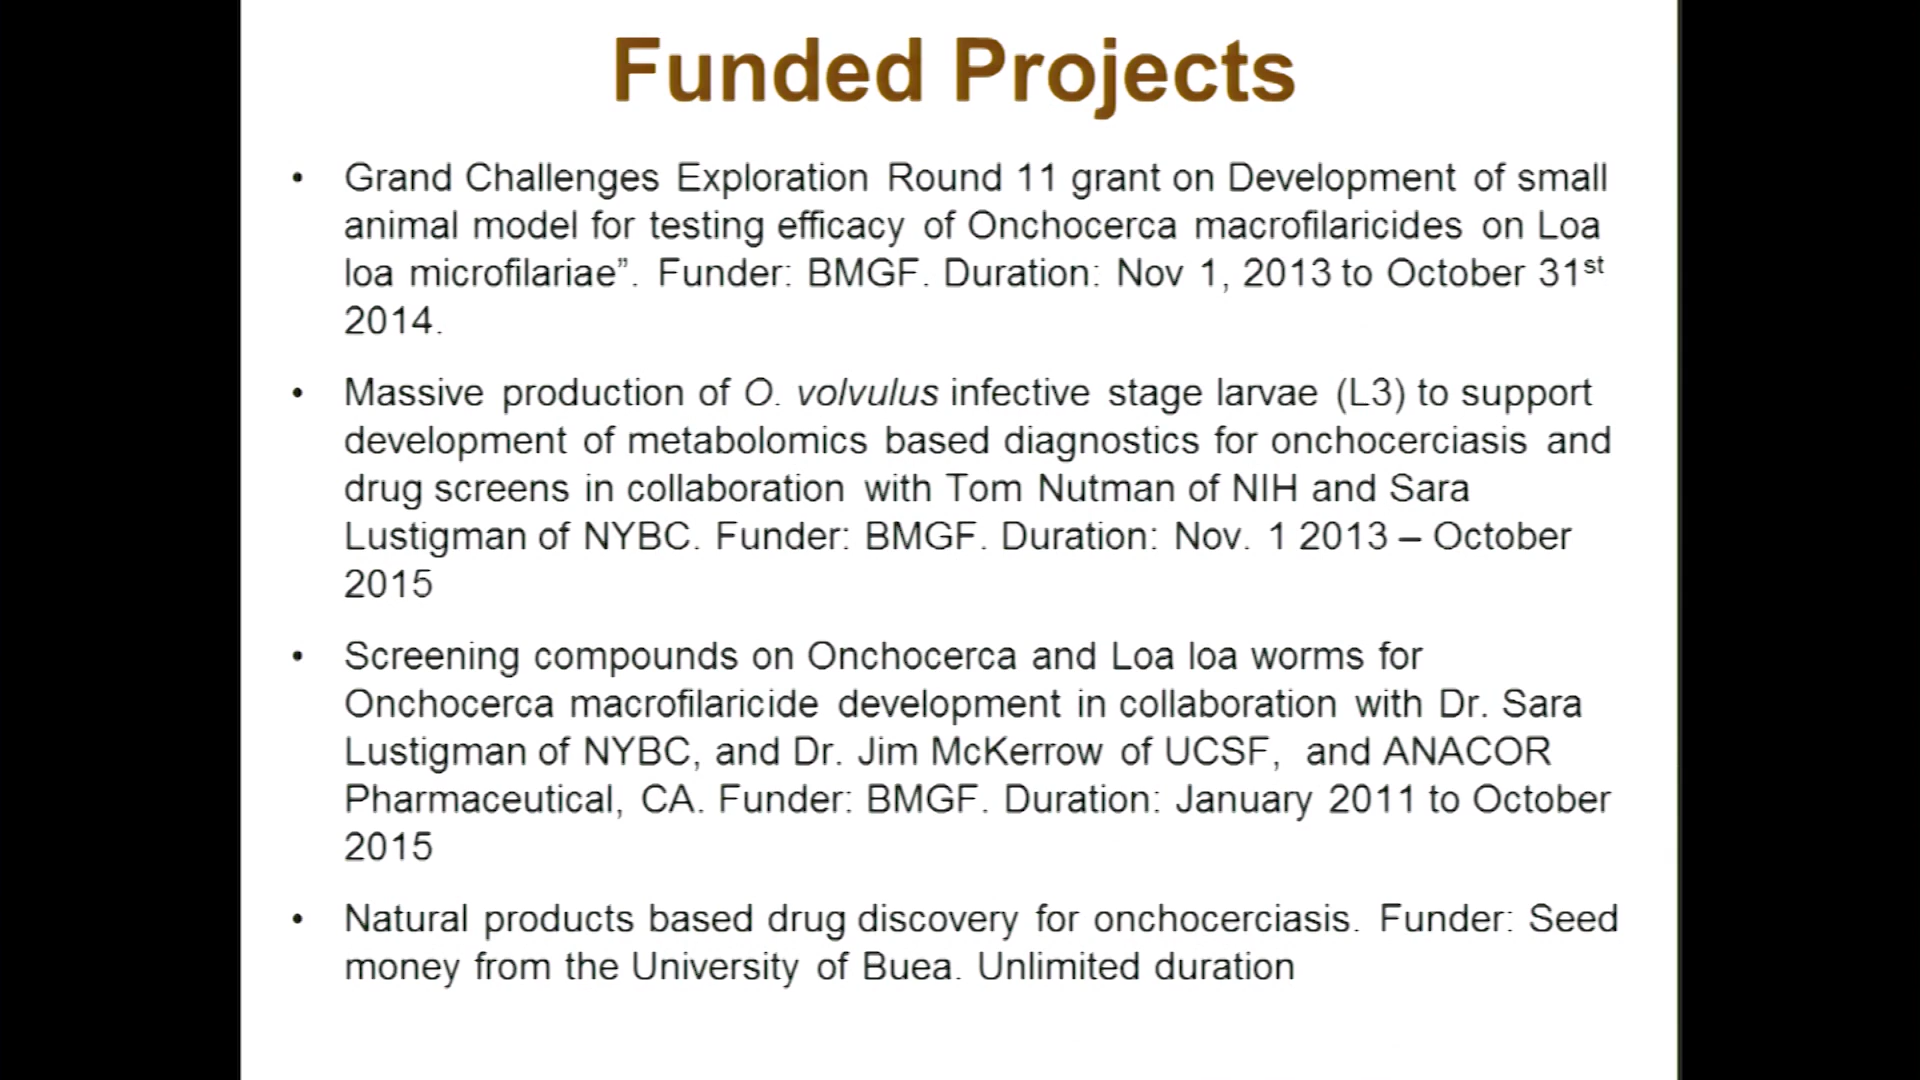 Funded Projects
• Grand Challenges Exploration Round 11 grant on Development of small
animal model for testing efficacy of Onchocerca macrofilaricides on Loa
loa microfilariae”. Funder: BMGF. Duration: Nov 1, 2013 to October 31st
2014.
• Massive production of O. volvulus infective stage larvae (L3) to support
development of metabolomics based diagnostics for onchocerciasis and
drug screens in collaboration with Tom Nutman of NIH and Sara
Lustigman of NYBC. Funder: BMGF. Duration: Nov. 1 2013 – October
2015
• Screening compounds on Onchocerca and Loa loa worms for
Onchocerca macrofilaricide development in collaboration with Dr. Sara
Lustigman of NYBC, and Dr. Jim McKerrow of UCSF, and ANACOR
Pharmaceutical, CA. Funder: BMGF. Duration: January 2011 to October
2015
• Natural products based drug discovery for onchocerciasis. Funder: Seed
money from the University of Buea. Unlimited duration